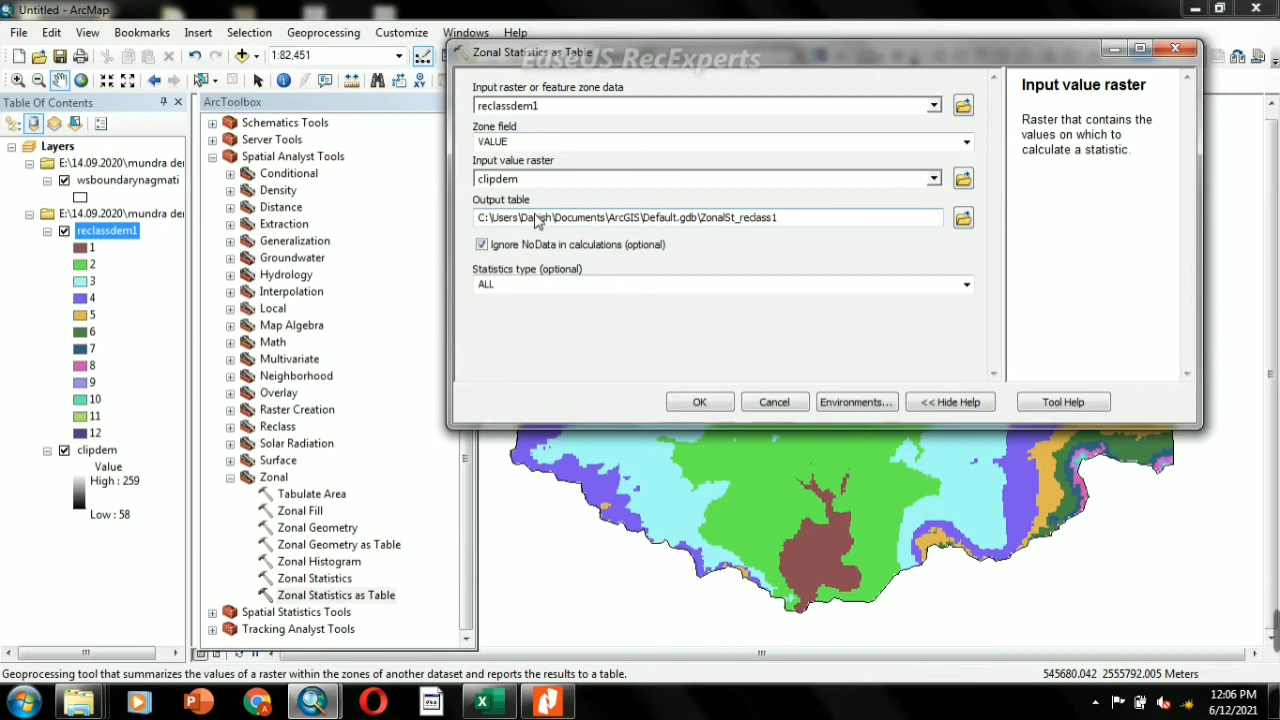 Untitled - ArcMap
File Edit View Bookmarks Insert Selection Geoprocessing Customize Windows Help
1:82,451
Table Of Contents
Layers
E:\14.09.2020\mundra de
wsboundarynagmati
E:\14.09.2020\mundra de
reclassdem1
1
2
3
4
5
6
7
8
9
10
11
12
clipdem
Value
High : 259
Low : 58
ArcToolbox
Schematics Tools
Server Tools
Spatial Analyst Tools
Conditional
Density
Distance
Extraction
Generalization
Groundwater
Hydrology
Interpolation
Local
Map Algebra
Math
Multivariate
Neighborhood
Overlay
Raster Creation
Reclass
Solar Radiation
Surface
Zonal
Tabulate Area
Zonal Fill
Zonal Geometry
Zonal Geometry as Table
Zonal Histogram
Zonal Statistics
Zonal Statistics as Table
Spatial Statistics Tools
Tracking Analyst Tools
Zonal Statistics as Table
EaseUS RecExperts
Input raster or feature zone data
reclassdem1
Zone field
VALUE
Input value raster
clipdem
Output table
C:\Users\Danish\Documents\ArcGIS\Default.gdb\ZonalSt_reclass1
Ignore NoData in calculations (optional)
Statistics type (optional)
ALL
OK Cancel Environments... << Hide Help Tool Help
Input value raster
Raster that contains the
values on which to
calculate a statistic.
Geoprocessing tool that summarizes the values of a raster within the zones of another dataset and reports the results to a table.
545680.042 2555792.005 Meters
12:06 PM
6/12/2021